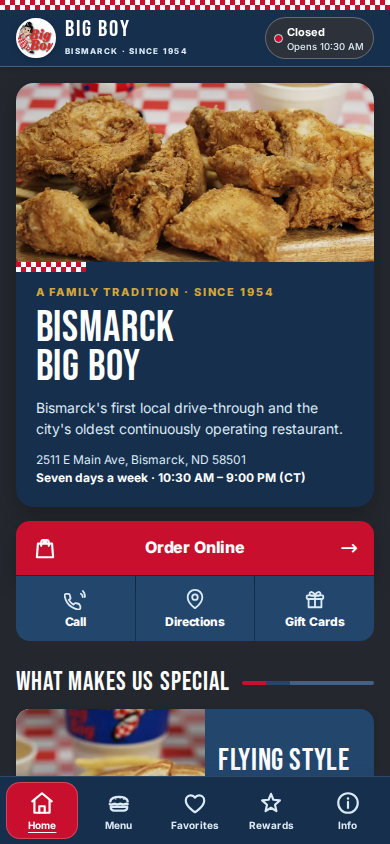 Big Boy
BIG BOY
BISMARCK · SINCE 1954
Closed
Opens 10:30 AM
A FAMILY TRADITION · SINCE 1954
BISMARCK
BIG BOY
Bismarck's first local drive-through and the
city's oldest continuously operating restaurant.
2511 E Main Ave, Bismarck, ND 58501
Seven days a week · 10:30 AM – 9:00 PM (CT)
Order Online →
Call
Directions
Gift Cards
WHAT MAKES US SPECIAL
FLYING STYLE
Home
Menu
Favorites
Rewards
Info